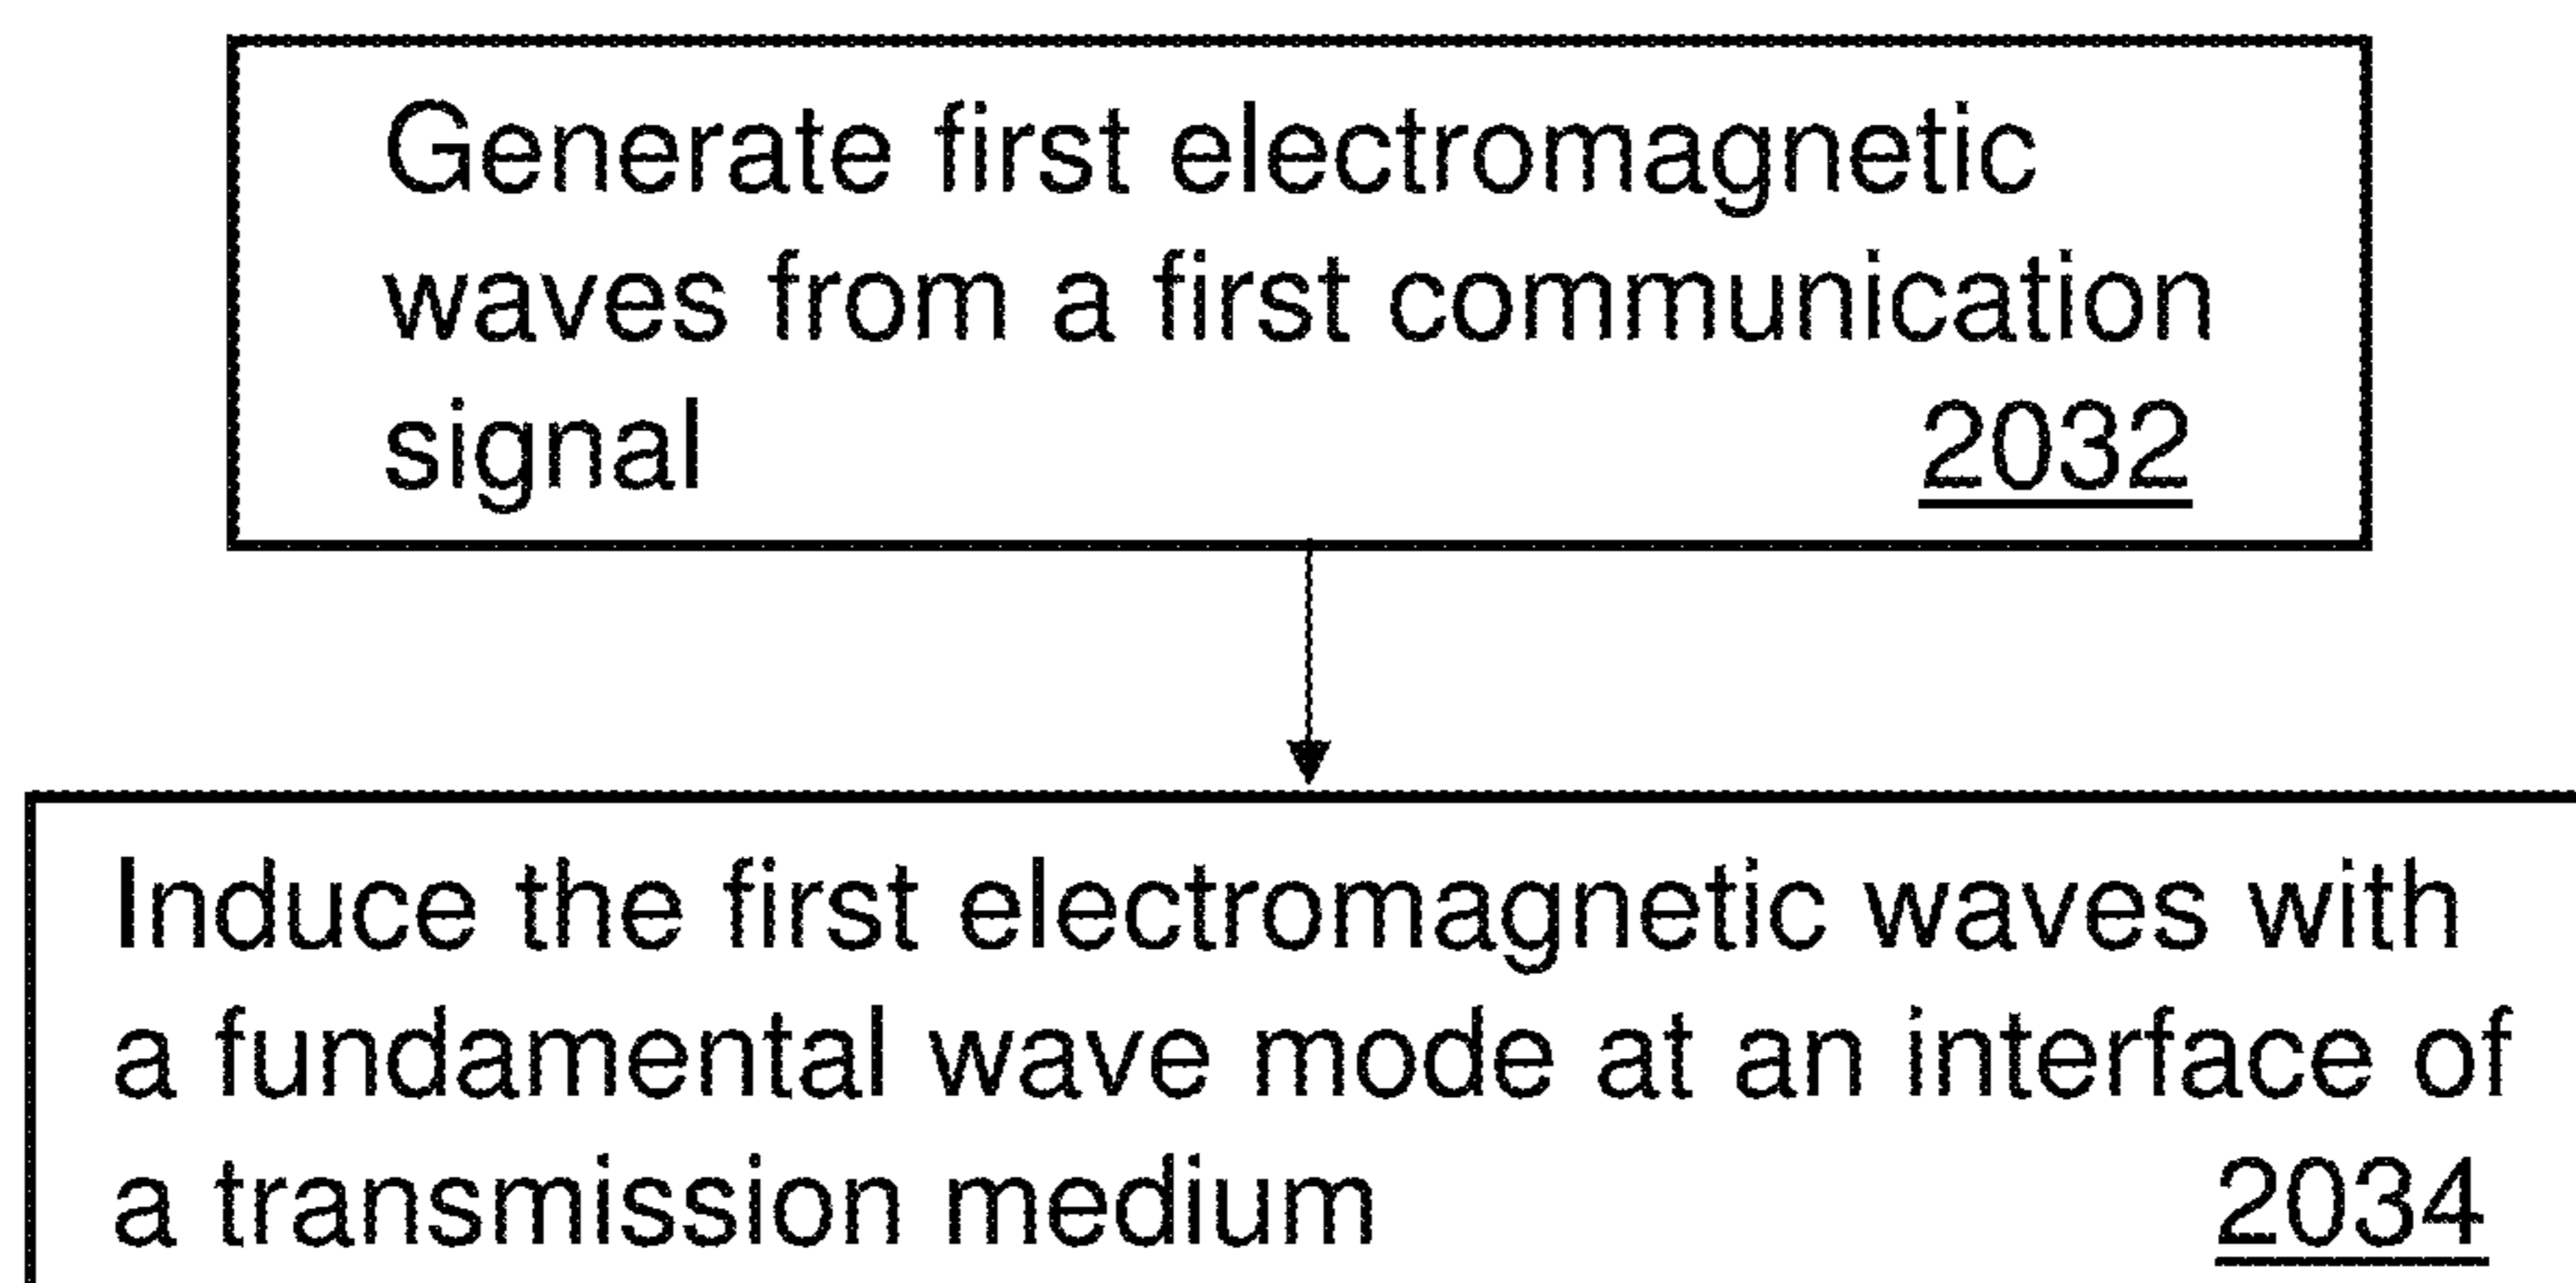 Generate first electromagnetic
waves from a first communication
signal 2032
Induce the first electromagnetic waves with
a fundamental wave mode at an interface of
a transmission medium 2034